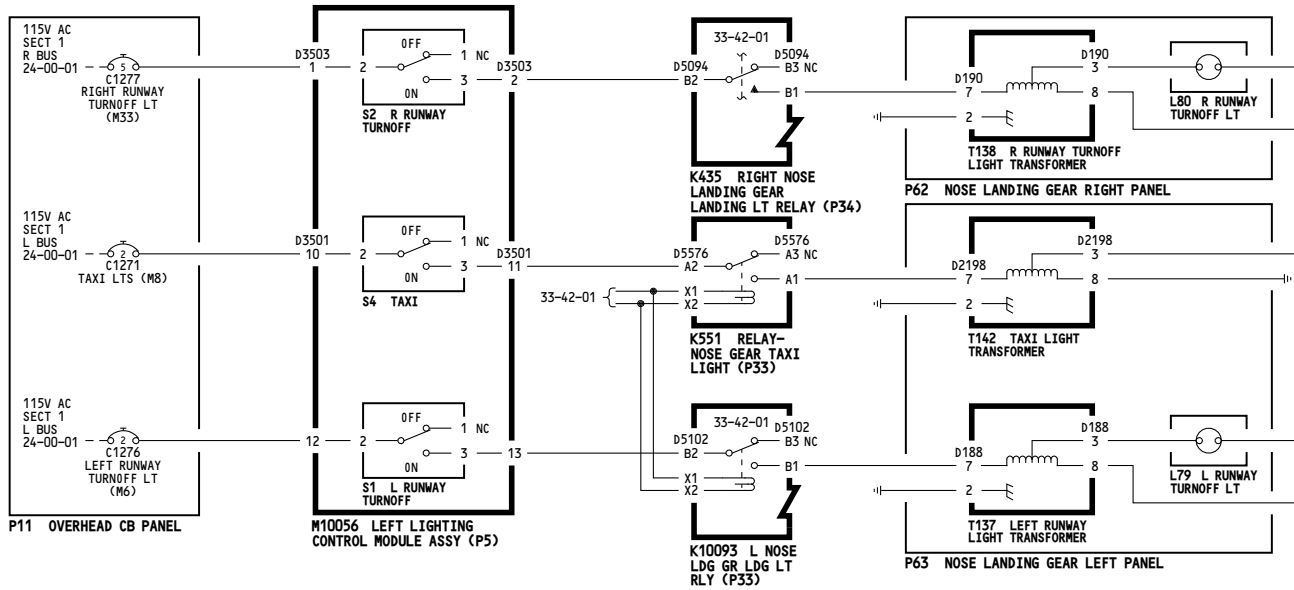 115V AC
SECT 1
R BUS
24-00-01
5
C1277
RIGHT RUNWAY
TURNOFF LT
(M33)
115V AC
SECT 1
L BUS
24-00-01
2
C1271
TAXI LTS (M8)
115V AC
SECT 1
L BUS
24-00-01
2
C1276
LEFT RUNWAY
TURNOFF LT
(M6)
P11 OVERHEAD CB PANEL
D3503
1
2
OFF
1 NC
3
ON
D3503
2
S2 R RUNWAY
TURNOFF
D3501
10
2
OFF
1 NC
3
ON
D3501
11
S4 TAXI
12
2
OFF
1 NC
3
ON
13
S1 L RUNWAY
TURNOFF
M10056 LEFT LIGHTING
CONTROL MODULE ASSY (P5)
33-42-01
D5094
B2
D5094
B3 NC
B1
K435 RIGHT NOSE
LANDING GEAR
LANDING LT RELAY (P34)
D5576
A2
D5576
A3 NC
A1
33-42-01
X1
X2
K551 RELAY-
NOSE GEAR TAXI
LIGHT (P33)
33-42-01
D5102
B2
D5102
B3 NC
B1
X1
X2
K10093 L NOSE
LDG GR LDG LT
RLY (P33)
D190
7
2
D190
3
8
T138 R RUNWAY TURNOFF
LIGHT TRANSFORMER
L80 R RUNWAY
TURNOFF LT
P62 NOSE LANDING GEAR RIGHT PANEL
D2198
7
2
D2198
3
8
T142 TAXI LIGHT
TRANSFORMER
D188
7
2
D188
3
8
T137 LEFT RUNWAY
LIGHT TRANSFORMER
L79 L RUNWAY
TURNOFF LT
P63 NOSE LANDING GEAR LEFT PANEL